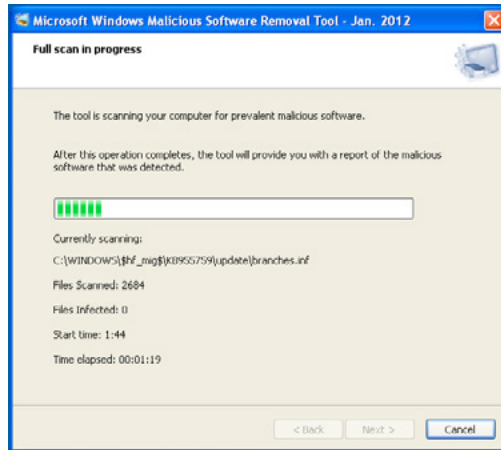 Microsoft Windows Malicious Software Removal Tool - Jan. 2012
Full scan in progress
The tool is scanning your computer for prevalent malicious software.
After this operation completes, the tool will provide you with a report of the malicious
software that was detected.
Currently scanning:
C:\WINDOWS\$hf_mig$\KB955759\update\branches.inf
Files Scanned: 2684
Files Infected: 0
Start time: 1:44
Time elapsed: 00:01:19
< Back
Next >
Cancel